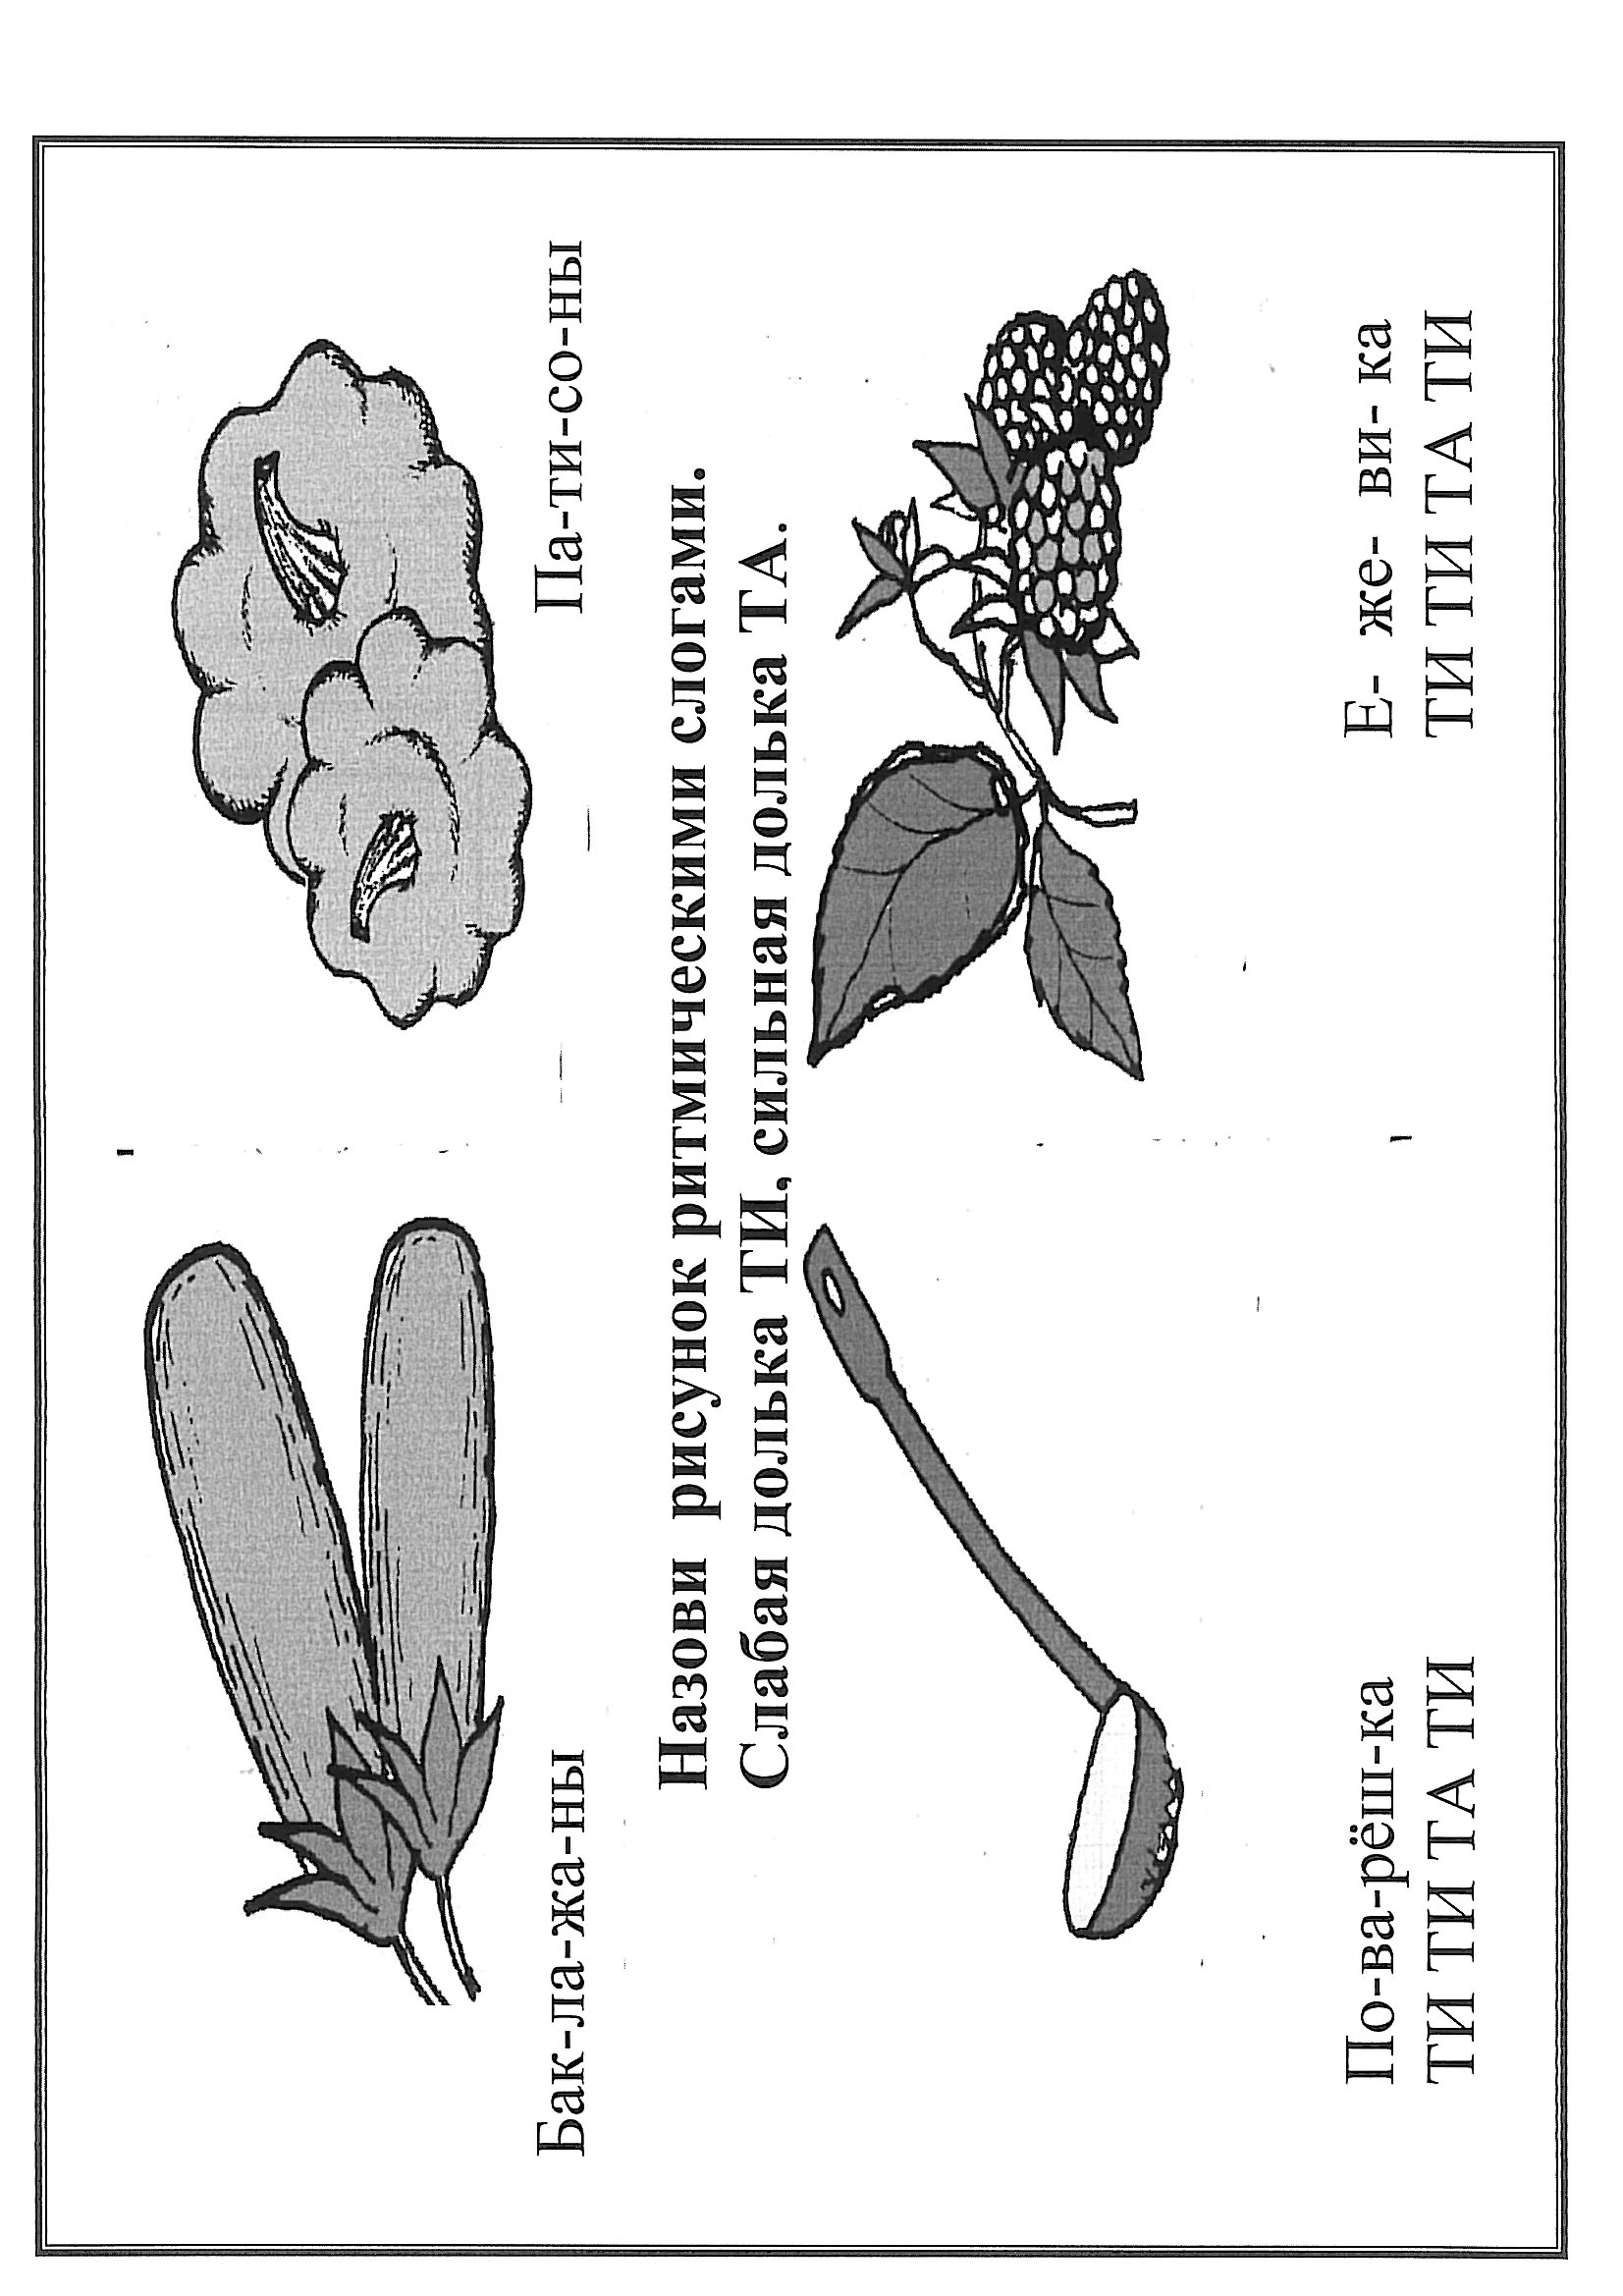 Бак-ла-жа-ны
Па-ти-со-ны
Назови рисунок ритмическими слогами.
Слабая долька ТИ, сильная долька ТА.
По-ва-рёш-ка
ТИ ТИ ТА ТИ
Е- же- ви- ка
ТИ ТИ ТА ТИ